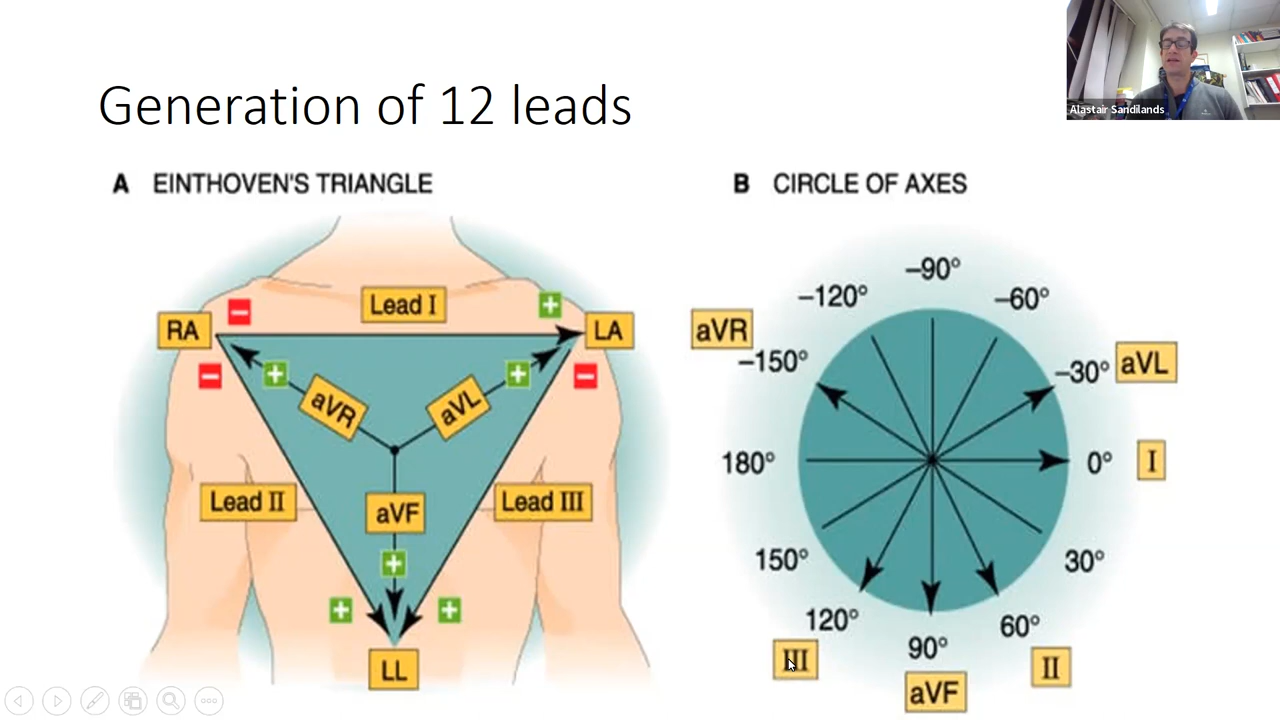 Generation of 12 leads
Alastair Sandilands
A EINTHOVEN'S TRIANGLE
RA
Lead I
LA
aVR
aVL
Lead II
aVF
Lead III
LL
B CIRCLE OF AXES
–90°
–120°
–60°
aVR
–150°
–30°
aVL
180°
0°
I
150°
30°
120°
60°
90°
III
II
aVF